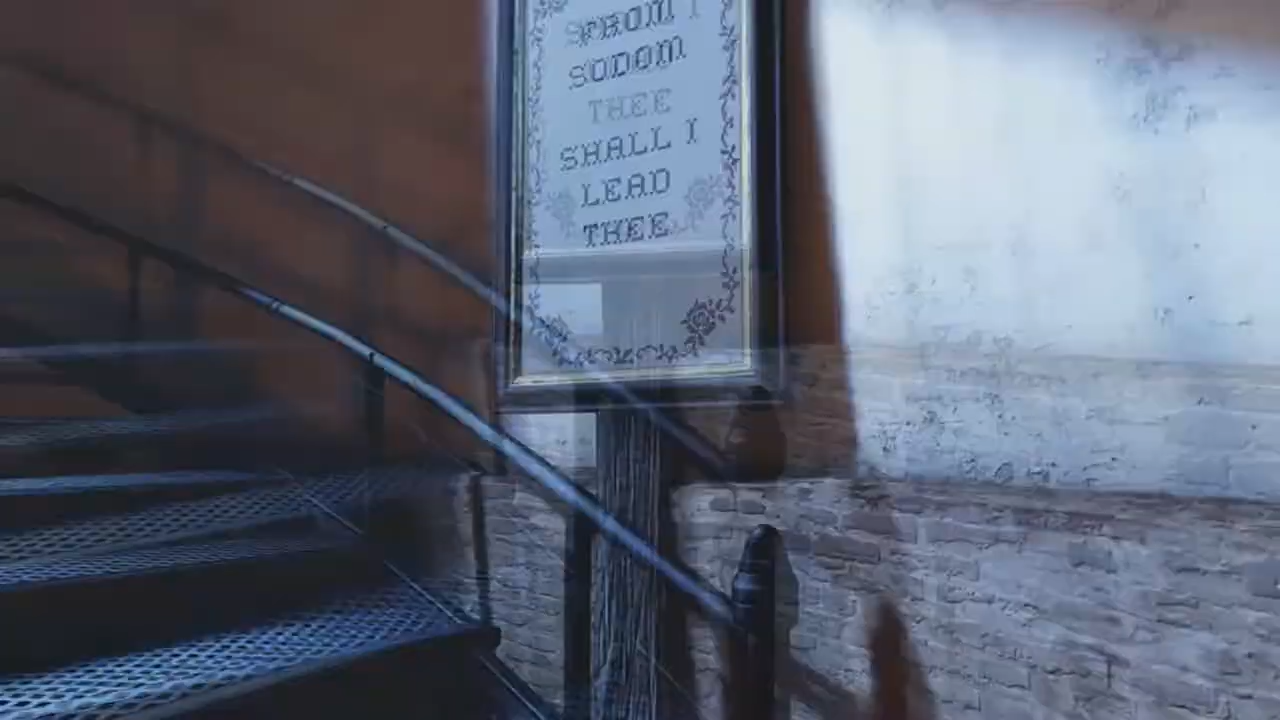 FROM I
SODOM
THEE
SHALL I
LEAD
THEE